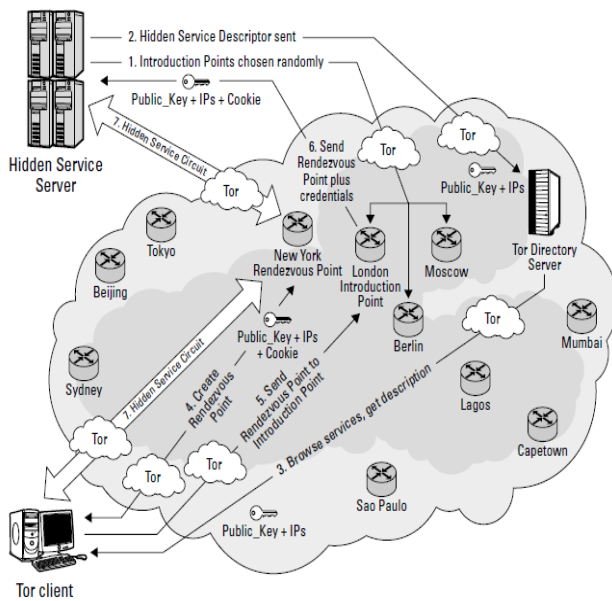 2. Hidden Service Descriptor sent
1. Introduction Points chosen randomly
Public_Key + IPs + Cookie
7. Hidden Service Circuit
Hidden Service
Server
Tor
6. Send
Rendezvous
Point plus
credentials
Tor
Tor
Public_Key + IPs
Tor Directory
Server
Tokyo
New York
Rendezvous Point
London
Introduction
Point
Moscow
Beijing
Berlin
Tor
Mumbai
Public_Key + IPs
+ Cookie
Sydney
7. Hidden Service Circuit
4. Create
Rendezvous
Point
5. Send
Rendezvous Point to
Introduction Point
3. Browse services, get description
Lagos
Capetown
Tor
Tor
Tor
Sao Paulo
Public_Key + IPs
Tor client